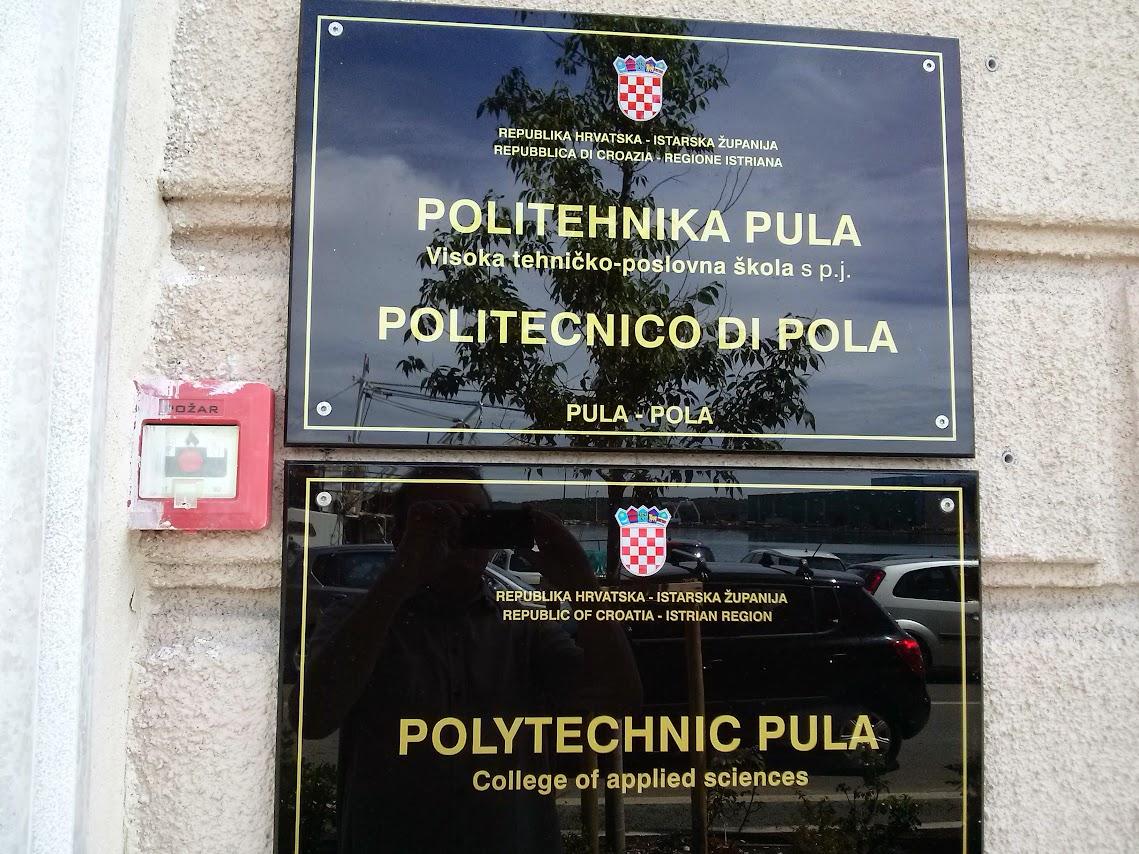 REPUBLIKA HRVATSKA - ISTARSKA ŽUPANIJA
REPUBBLICA DI CROAZIA - REGIONE ISTRIANA
POLITEHNIKA PULA
Visoka tehničko-poslovna škola s p.j.
POLITECNICO DI POLA
PULA - POLA
POŽAR
REPUBLIKA HRVATSKA - ISTARSKA ŽUPANIJA
REPUBLIC OF CROATIA - ISTRIAN REGION
POLYTECHNIC PULA
College of applied sciences